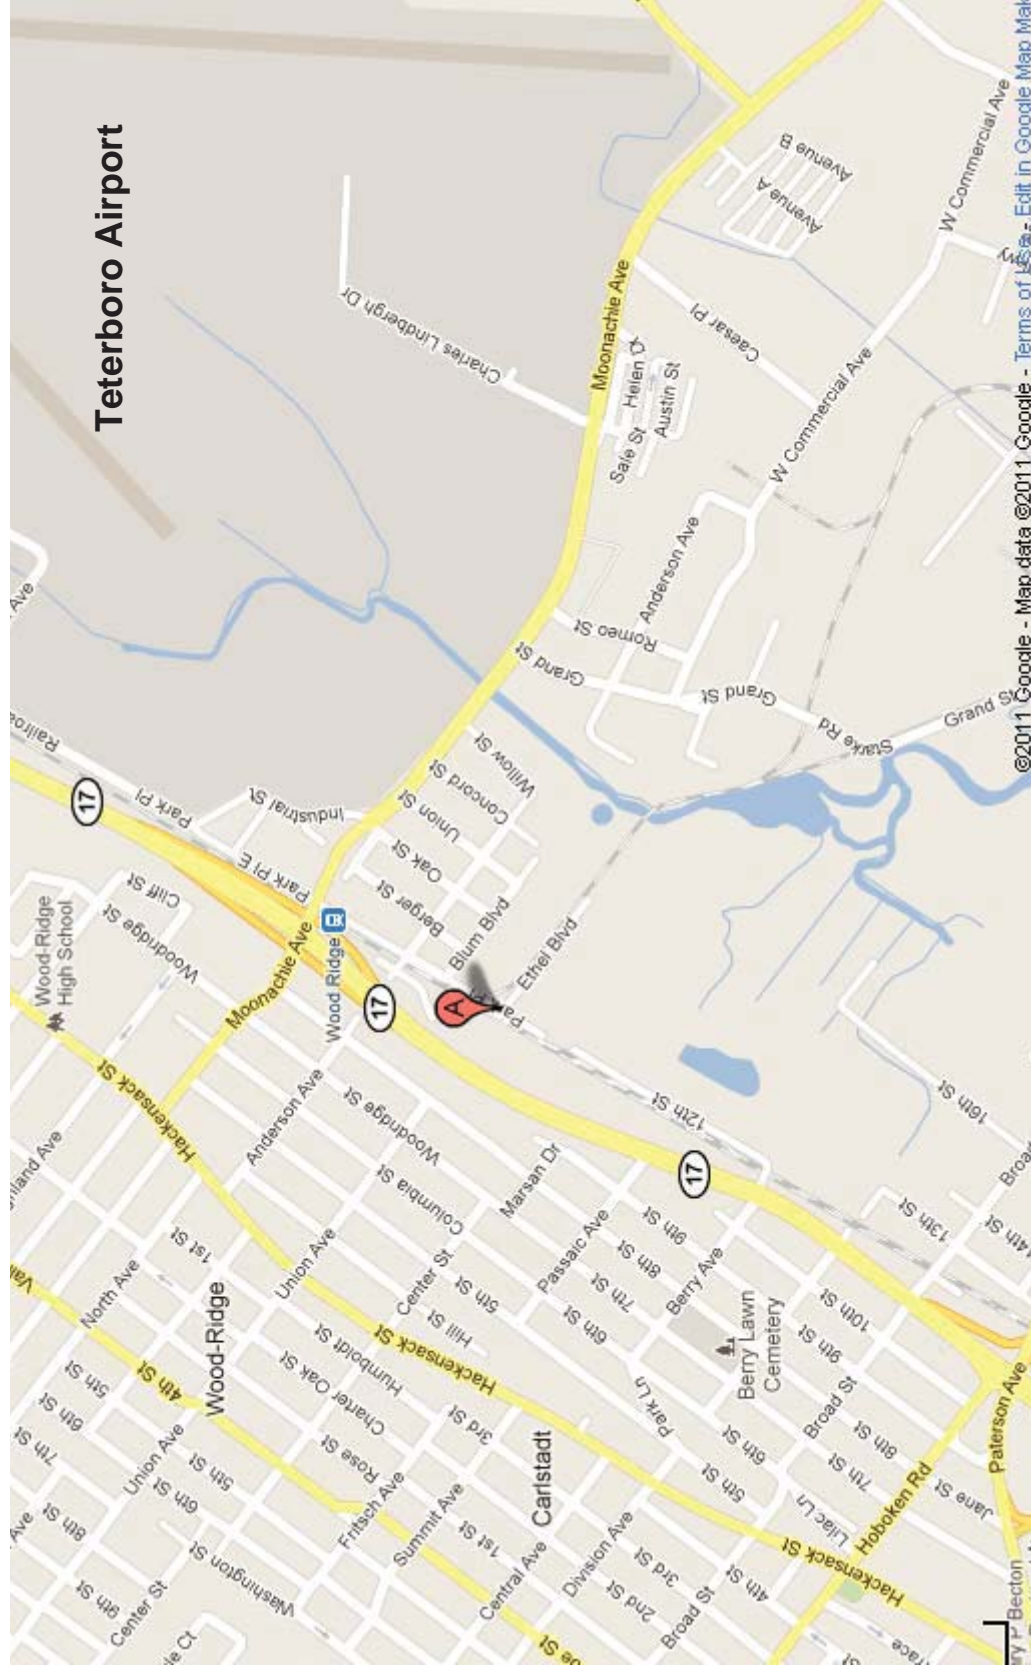 Teterboro Airport
Railroa
17
Park Pl
Park Pl E
Industrial St
Cliff St
Woodridge St
Wood-Ridge
High School
Moonachie Ave
Wood Ridge
17
A
Pa
Charles Lindbergh Dr
Moonachie Ave
Avenue B
Avenue A
Caesar Pl
W Commercial Ave
W Commercial Ave
Helen Ct
Sale St
Austin St
Anderson Ave
Romeo St
Grand St
Grand St
Starke Rd
Grand St
Willow St
Concord St
Union St
Oak St
Berger St
Blum Blvd
Ethel Blvd
Hackensack St
Anderson Ave
Woodridge St
Columbia St
Marsan Dr
12th St
17
16th St
Broad
14th St
13th St
9th St
8th St
7th St
6th St
5th St
Passaic Ave
Berry Ave
Center St
Hill St
Union Ave
1st St
North Ave
Wood-Ridge
4th St
5th St
6th St
7th St
8th St
9th St
Union Ave
5th St
6th St
Humboldt St
Charter Oak St
Rose St
Hackensack St
3rd St
Carlstadt
Park Ln
Berry Lawn
Cemetery
10th St
9th St
8th St
7th St
6th St
5th St
Broad St
Lilac Ln
Jane St
Hoboken Rd
Paterson Ave
Fritsch Ave
Summit Ave
Washington St
Center St
1st St
Central Ave
Division Ave
2nd St
3rd St
4th St
Broad St
Hackensack St
ry P Becton
©2011 Google - Map data ©2011 Google - Terms of Use - Edit in Google Map Mak